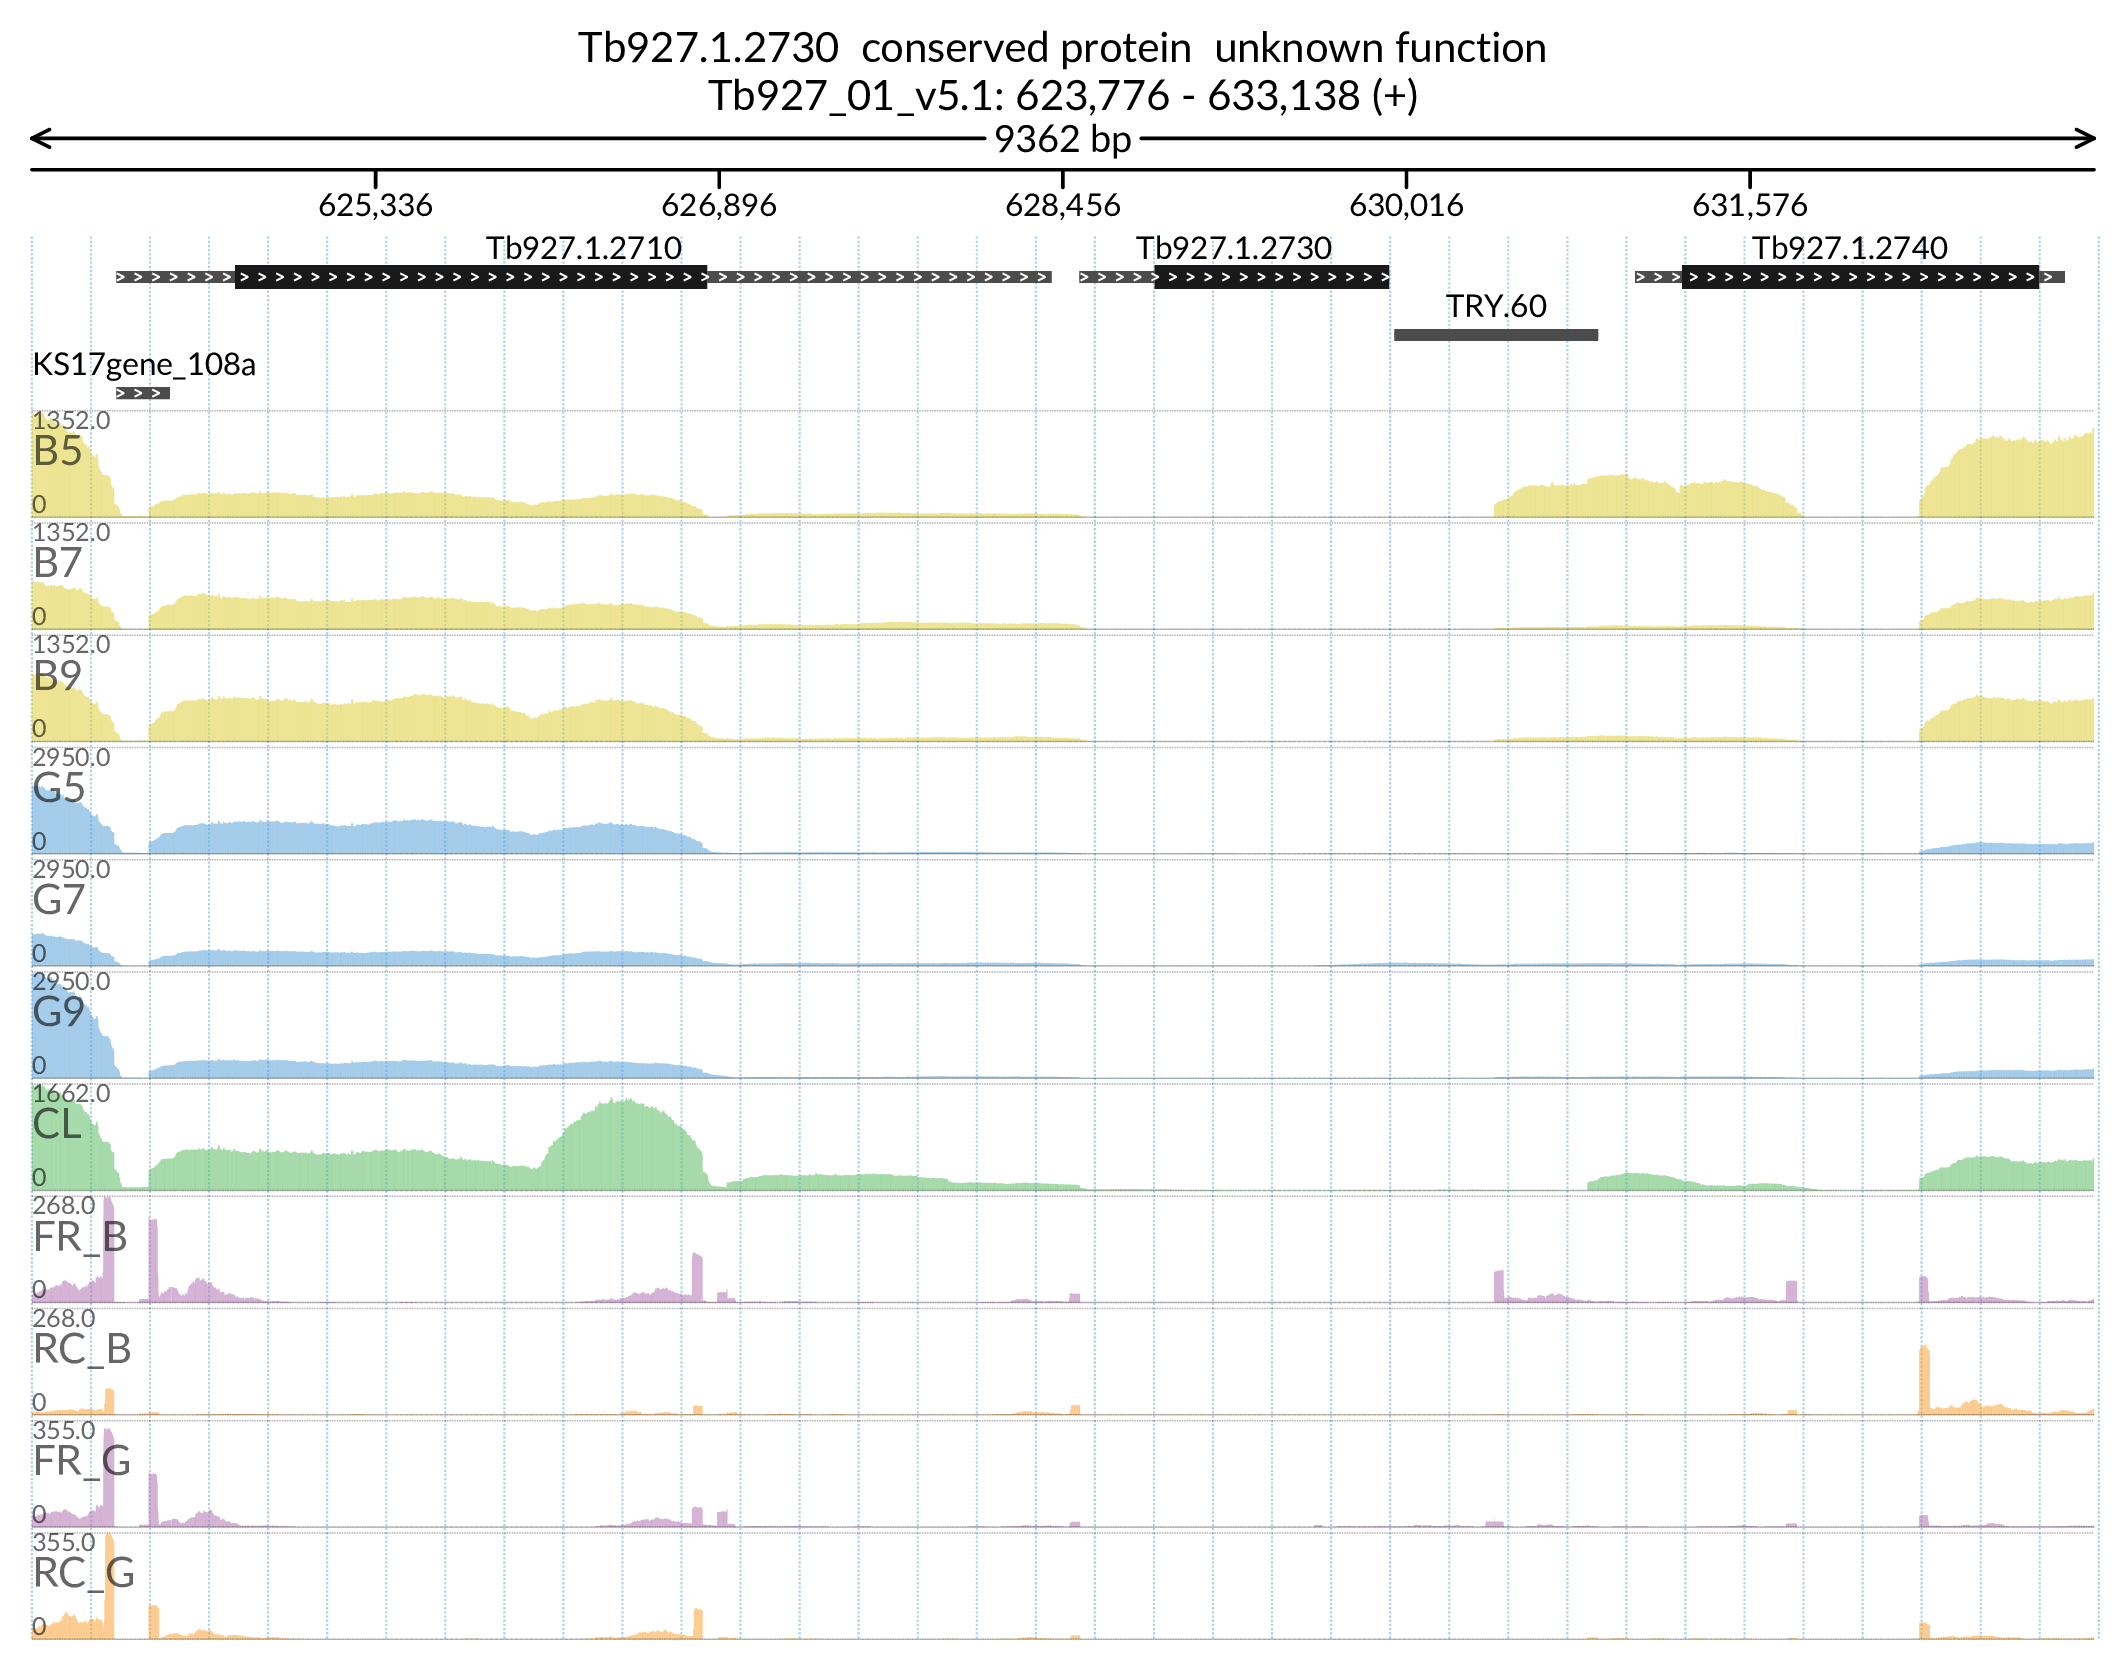 Tb927.1.2730  conserved protein  unknown function
Tb927_01_v5.1: 623,776 - 633,138 (+)
9362 bp
625,336 626,896 628,456 630,016 631,576
Tb927.1.2710 Tb927.1.2730 Tb927.1.2740
TRY.60
KS17gene_108a
1352.0
B5
0
1352.0
B7
0
1352.0
B9
0
2950.0
G5
0
2950.0
G7
0
2950.0
G9
0
1662.0
CL
0
268.0
FR_B
0
268.0
RC_B
0
355.0
FR_G
0
355.0
RC_G
0